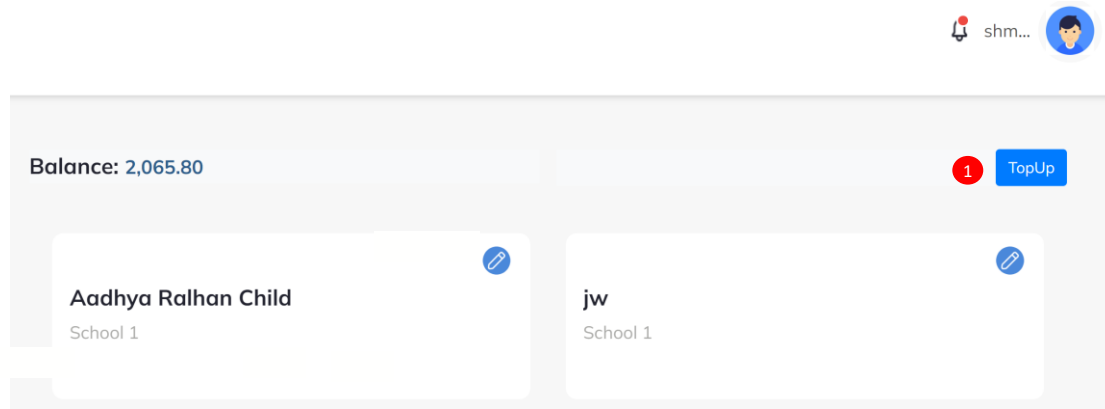 shm...
Balance: 2,065.80
1 TopUp
Aadhya Ralhan Child
School 1
jw
School 1